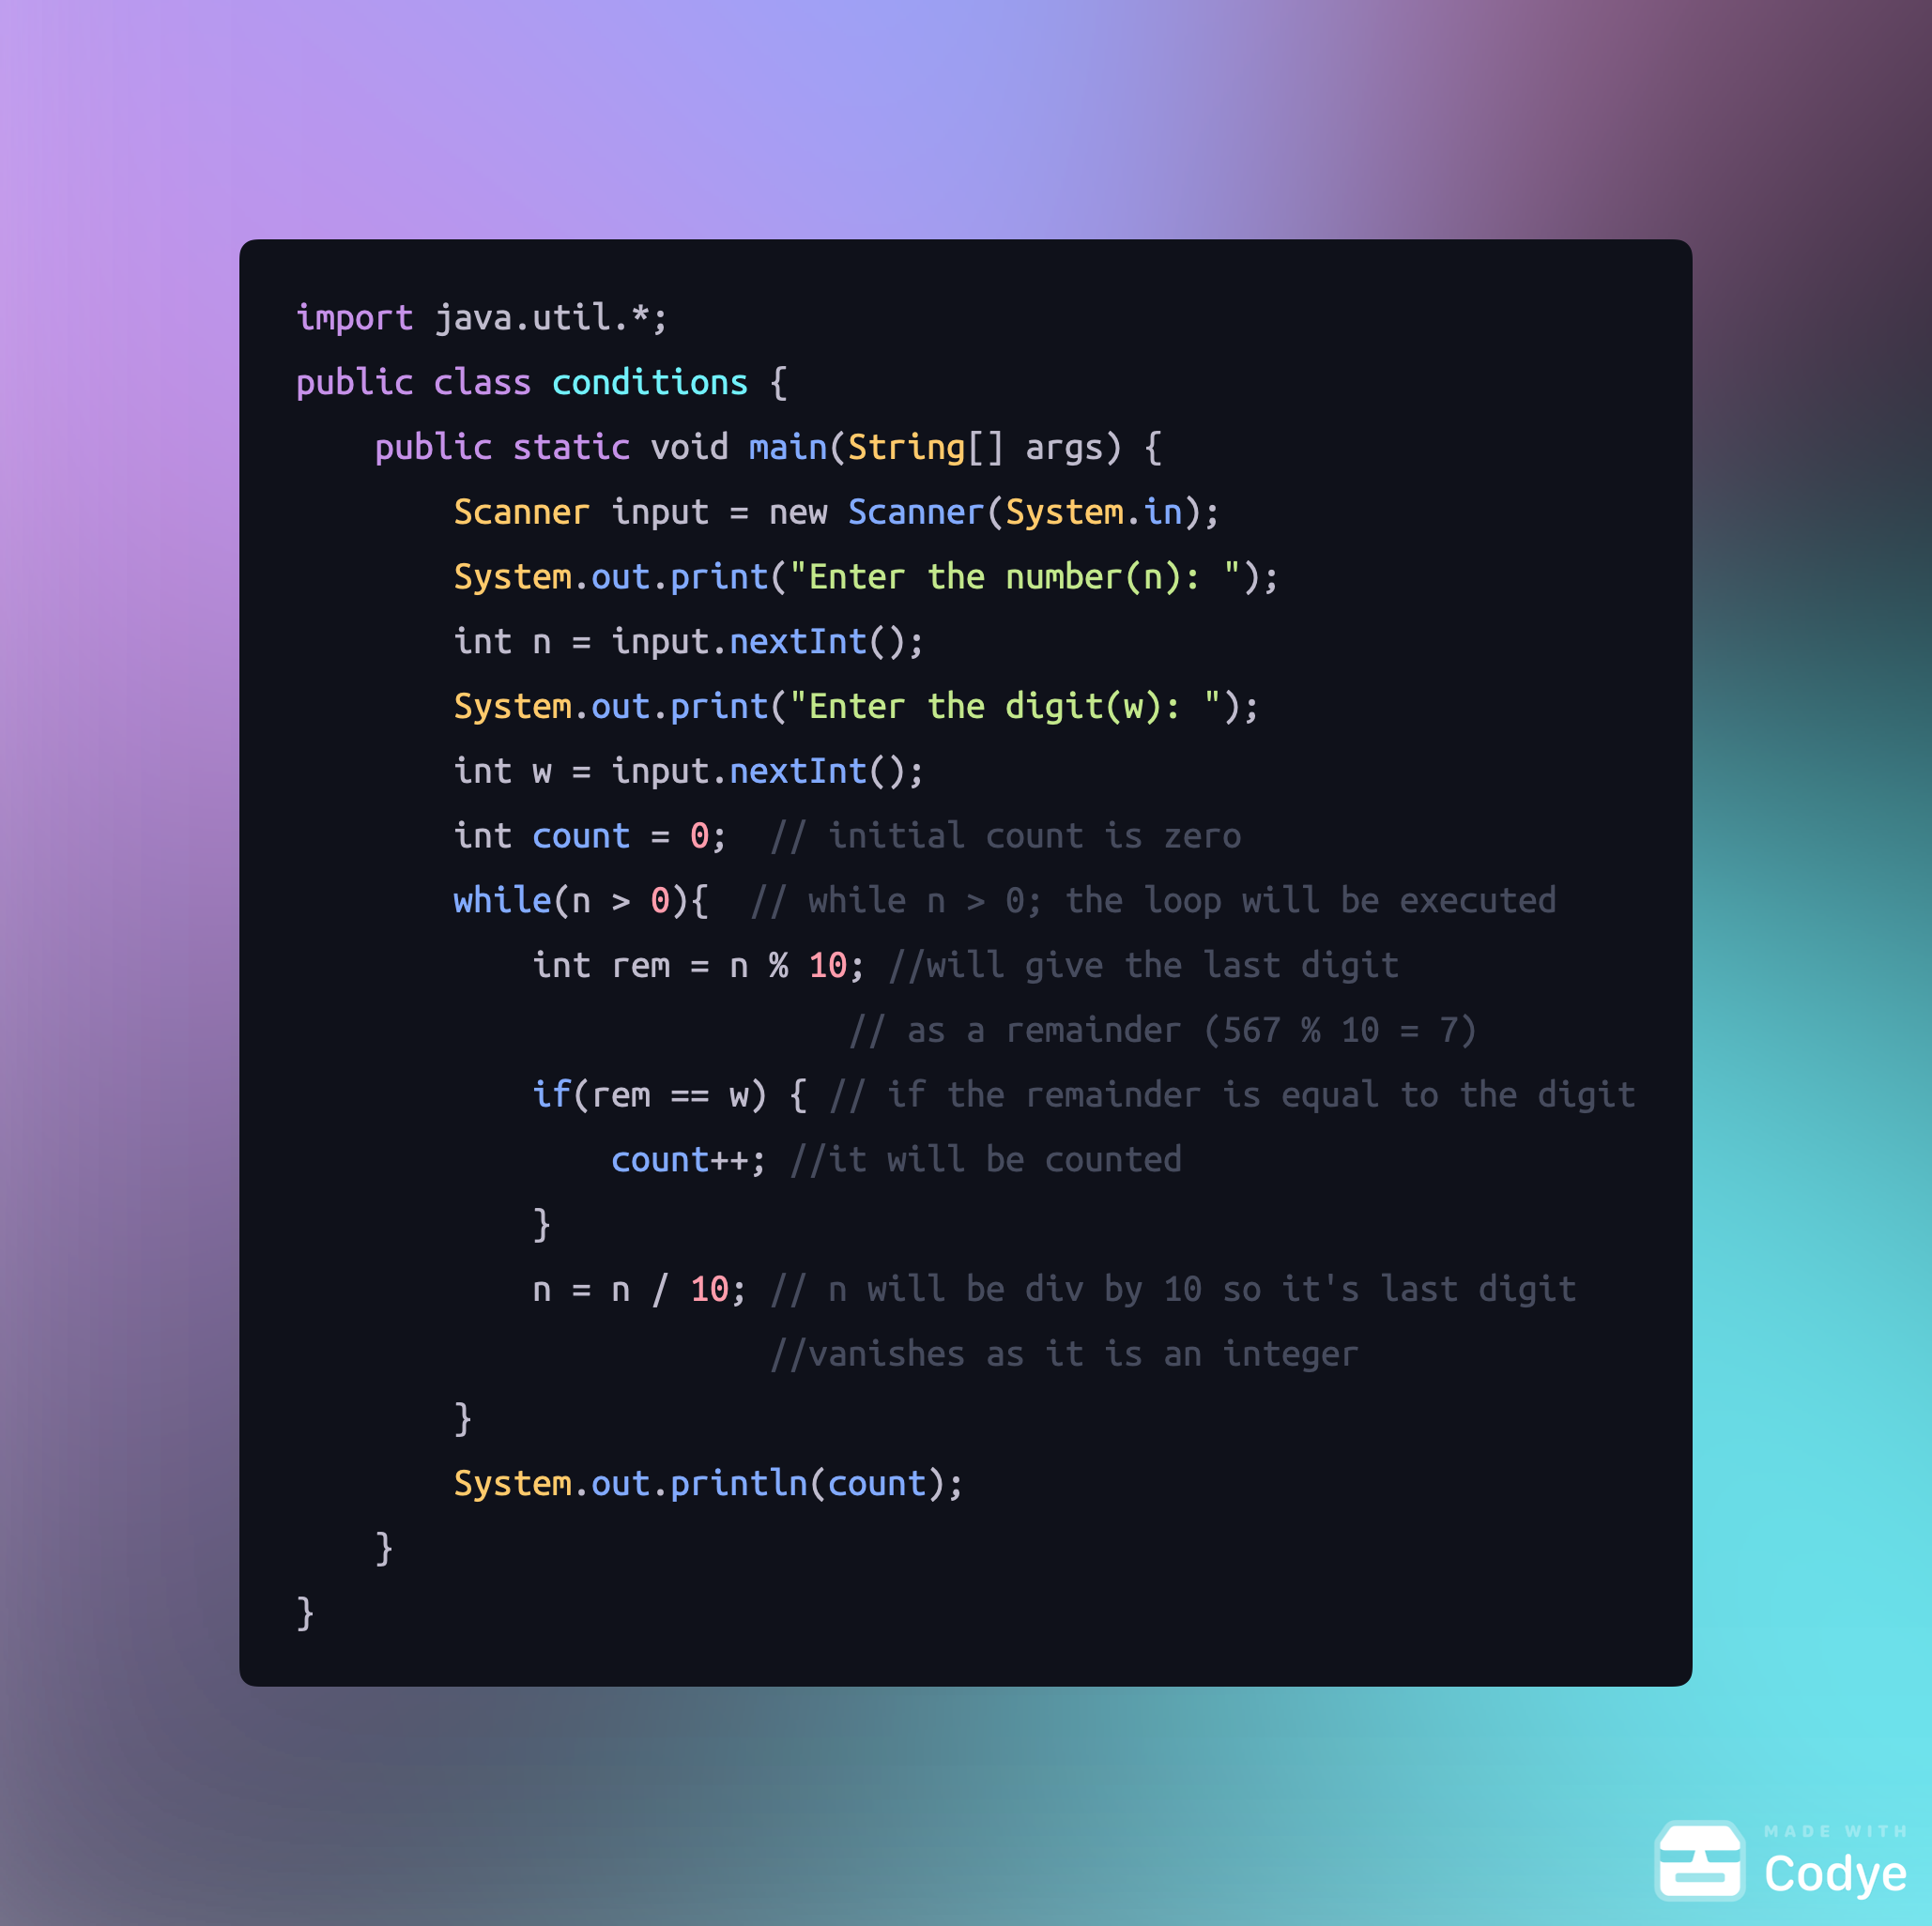 import java.util.*;
public class conditions {
    public static void main(String[] args) {
        Scanner input = new Scanner(System.in);
        System.out.print("Enter the number(n): ");
        int n = input.nextInt();
        System.out.print("Enter the digit(w): ");
        int w = input.nextInt();
        int count = 0;  // initial count is zero
        while(n > 0){  // while n > 0; the loop will be executed
            int rem = n % 10; //will give the last digit
                            // as a remainder (567 % 10 = 7)
            if(rem == w) { // if the remainder is equal to the digit
                count++; //it will be counted
            }
            n = n / 10; // n will be div by 10 so it's last digit
                        //vanishes as it is an integer
        }
        System.out.println(count);
    }
}
MADE WITH
Codye